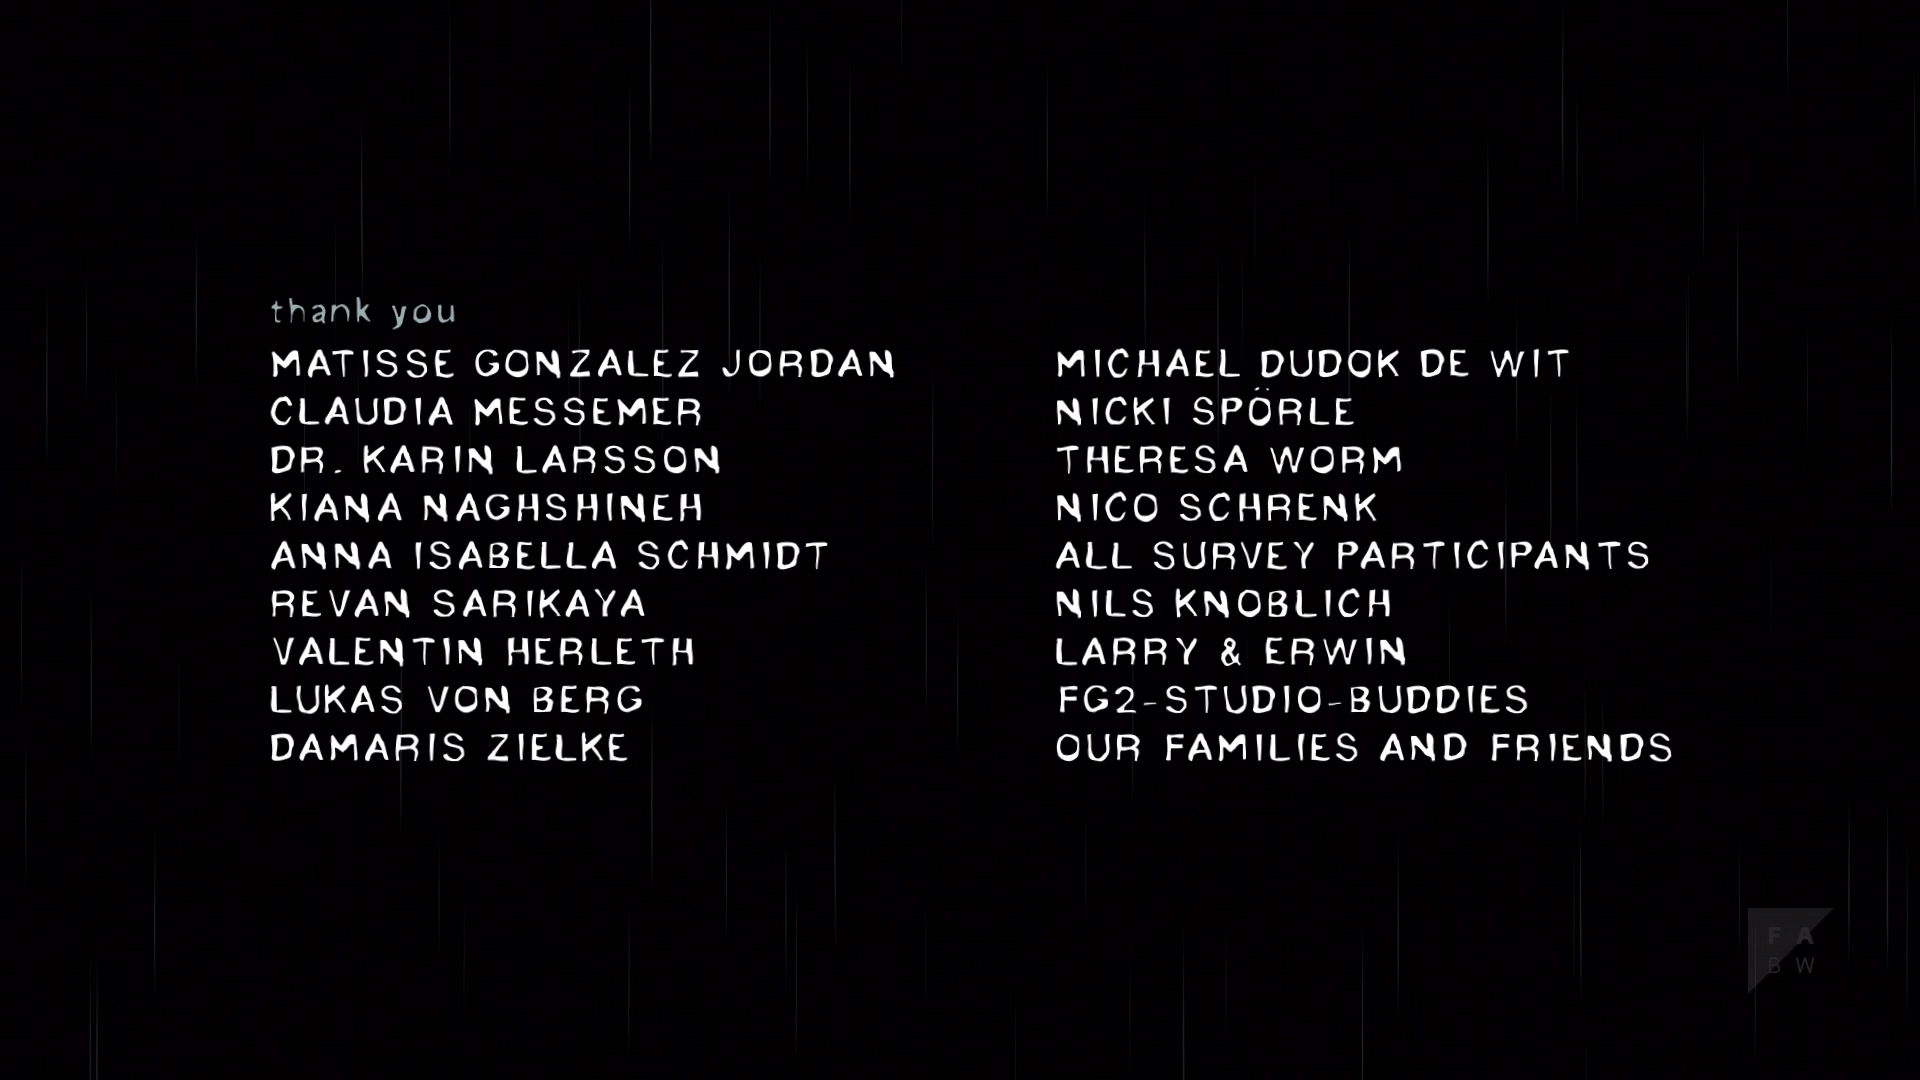 thank you
MATISSE GONZALEZ JORDAN
CLAUDIA MESSEMER
DR. KARIN LARSSON
KIANA NAGHSHINEH
ANNA ISABELLA SCHMIDT
REVAN SARIKAYA
VALENTIN HERLETH
LUKAS VON BERG
DAMARIS ZIELKE
MICHAEL DUDOK DE WIT
NICKI SPÖRLE
THERESA WORM
NICO SCHRENK
ALL SURVEY PARTICIPANTS
NILS KNOBLICH
LARRY & ERWIN
FG2-STUDIO-BUDDIES
OUR FAMILIES AND FRIENDS
F A
B W